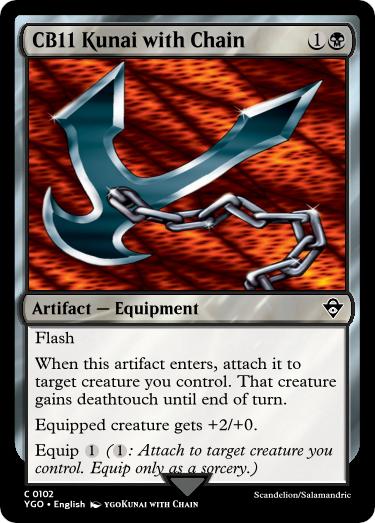 CB11 Kunai with Chain 1
Artifact — Equipment
Flash
When this artifact enters, attach it to
target creature you control. That creature
gains deathtouch until end of turn.
Equipped creature gets +2/+0.
Equip 1 (1: Attach to target creature you
control. Equip only as a sorcery.)
C 0102
YGO • English YGOKUNAI WITH CHAIN
Scandelion/Salamandric